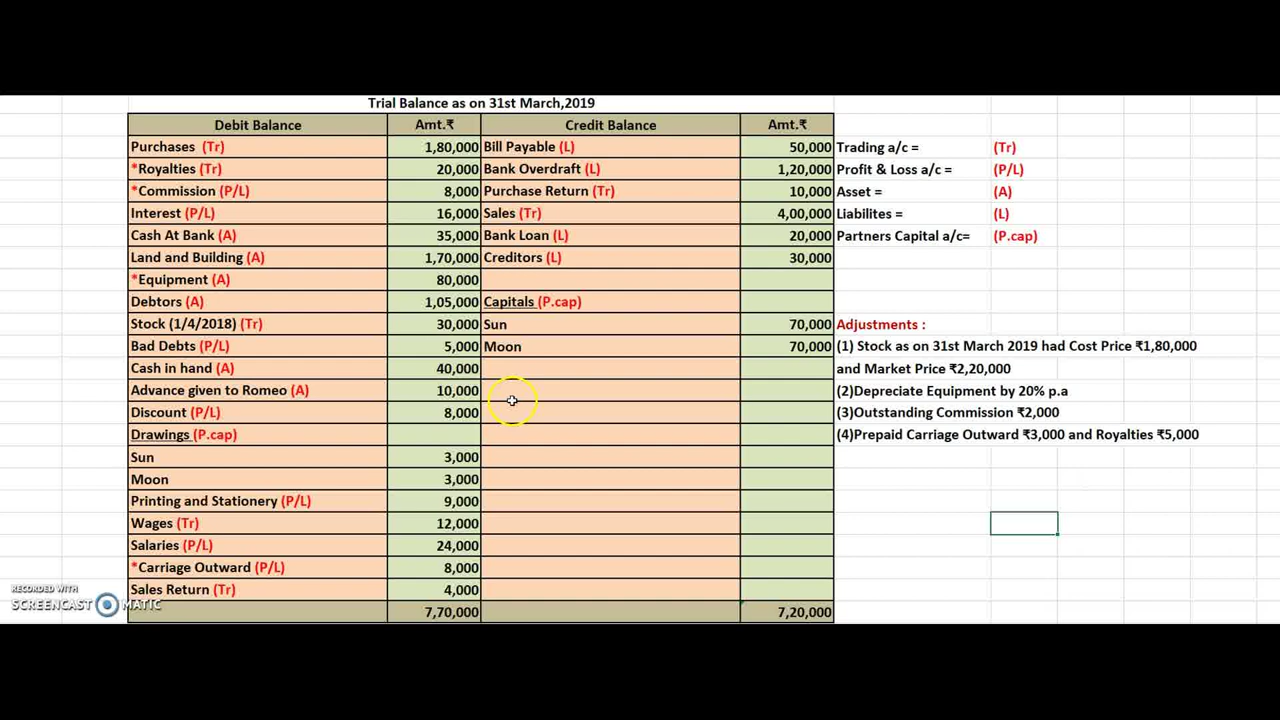 Trial Balance as on 31st March,2019
Debit Balance Amt.₹ Credit Balance Amt.₹
Purchases (Tr) 1,80,000 Bill Payable (L) 50,000 Trading a/c = (Tr)
*Royalties (Tr) 20,000 Bank Overdraft (L) 1,20,000 Profit & Loss a/c = (P/L)
*Commission (P/L) 8,000 Purchase Return (Tr) 10,000 Asset = (A)
Interest (P/L) 16,000 Sales (Tr) 4,00,000 Liabilites = (L)
Cash At Bank (A) 35,000 Bank Loan (L) 20,000 Partners Capital a/c= (P.cap)
Land and Building (A) 1,70,000 Creditors (L) 30,000
*Equipment (A) 80,000
Debtors (A) 1,05,000 Capitals (P.cap)
Stock (1/4/2018) (Tr) 30,000 Sun 70,000 Adjustments :
Bad Debts (P/L) 5,000 Moon 70,000 (1) Stock as on 31st March 2019 had Cost Price ₹1,80,000
Cash in hand (A) 40,000 and Market Price ₹2,20,000
Advance given to Romeo (A) 10,000 (2)Depreciate Equipment by 20% p.a
Discount (P/L) 8,000 (3)Outstanding Commission ₹2,000
Drawings (P.cap) (4)Prepaid Carriage Outward ₹3,000 and Royalties ₹5,000
Sun 3,000
Moon 3,000
Printing and Stationery (P/L) 9,000
Wages (Tr) 12,000
Salaries (P/L) 24,000
*Carriage Outward (P/L) 8,000
Sales Return (Tr) 4,000
7,70,000 7,20,000
RECORDED WITH
SCREENCAST MATIC